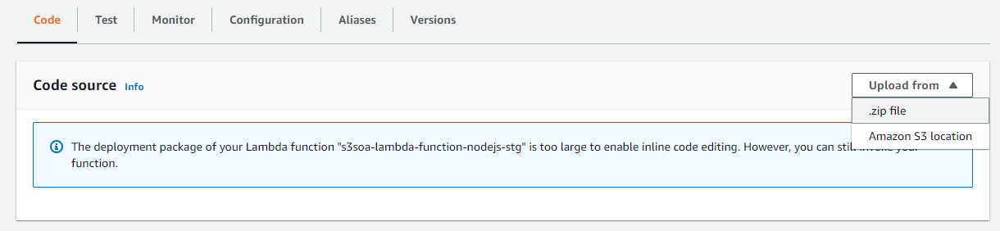 Code Test Monitor Configuration Aliases Versions
Code source Info
Upload from
.zip file
Amazon S3 location
The deployment package of your Lambda function "s3soa-lambda-function-nodejs-stg" is too large to enable inline code editing. However, you can still invoke your
function.